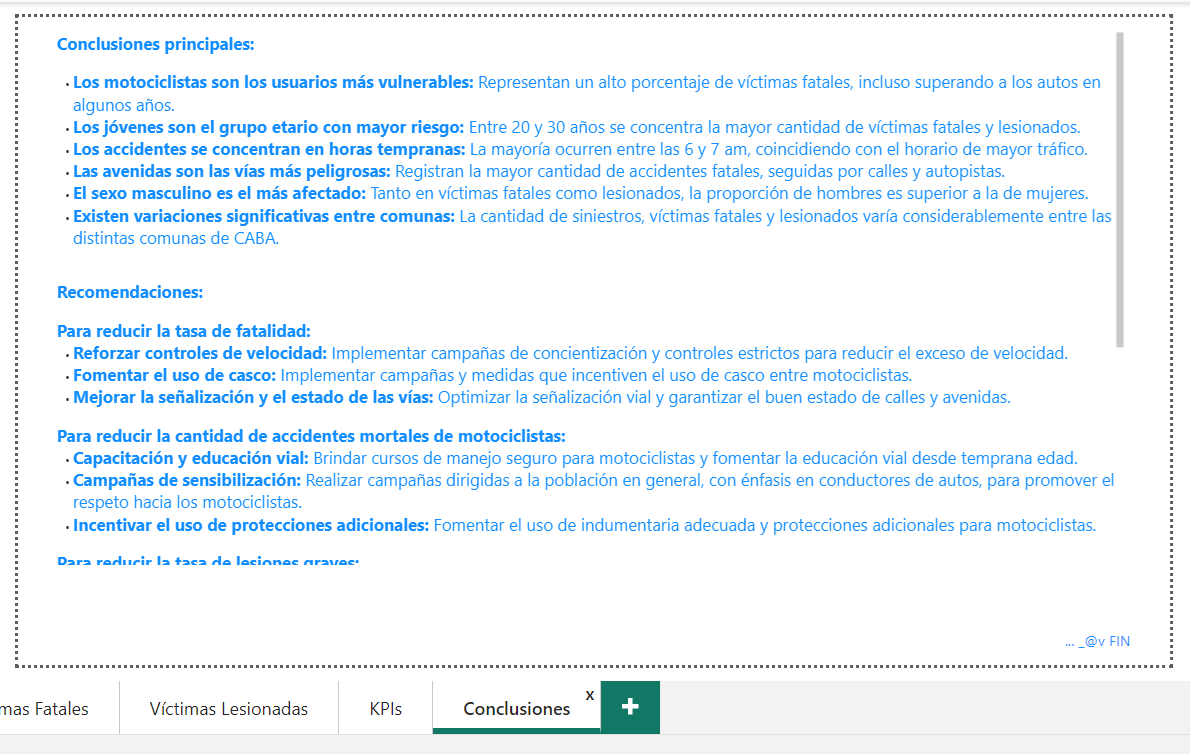 Conclusiones principales:
Los motociclistas son los usuarios más vulnerables: Representan un alto porcentaje de víctimas fatales, incluso superando a los autos en
algunos años.
Los jóvenes son el grupo etario con mayor riesgo: Entre 20 y 30 años se concentra la mayor cantidad de víctimas fatales y lesionados.
Los accidentes se concentran en horas tempranas: La mayoría ocurren entre las 6 y 7 am, coincidiendo con el horario de mayor tráfico.
Las avenidas son las vías más peligrosas: Registran la mayor cantidad de accidentes fatales, seguidas por calles y autopistas.
El sexo masculino es el más afectado: Tanto en víctimas fatales como lesionados, la proporción de hombres es superior a la de mujeres.
Existen variaciones significativas entre comunas: La cantidad de siniestros, víctimas fatales y lesionados varía considerablemente entre las
distintas comunas de CABA.
Recomendaciones:
Para reducir la tasa de fatalidad:
Reforzar controles de velocidad: Implementar campañas de concientización y controles estrictos para reducir el exceso de velocidad.
Fomentar el uso de casco: Implementar campañas y medidas que incentiven el uso de casco entre motociclistas.
Mejorar la señalización y el estado de las vías: Optimizar la señalización vial y garantizar el buen estado de calles y avenidas.
Para reducir la cantidad de accidentes mortales de motociclistas:
Capacitación y educación vial: Brindar cursos de manejo seguro para motociclistas y fomentar la educación vial desde temprana edad.
Campañas de sensibilización: Realizar campañas dirigidas a la población en general, con énfasis en conductores de autos, para promover el
respeto hacia los motociclistas.
Incentivar el uso de protecciones adicionales: Fomentar el uso de indumentaria adecuada y protecciones adicionales para motociclistas.
Para reducir la tasa de lesiones graves:
... _@v FIN
mas Fatales
Víctimas Lesionadas
KPIs
Conclusiones
x
+